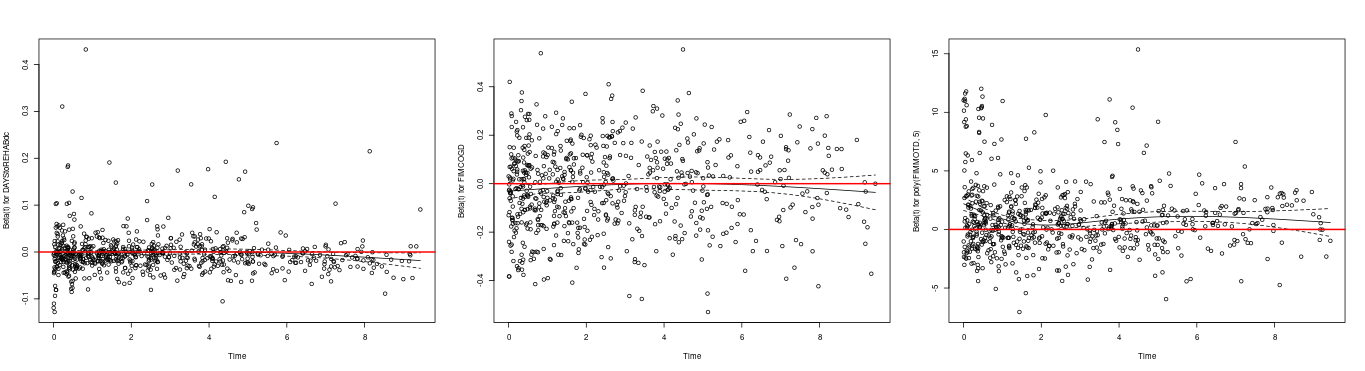 Beta(t) for DAYStoREHABdc
0.4
0.3
0.2
0.1
0.0
-0.1
0 2 4 6 8
Time
Beta(t) for FIMCOGD
0.4
0.2
0.0
-0.2
-0.4
0 2 4 6 8
Time
Beta(t) for poly(FIMMOTD, 5)
15
10
5
0
-5
0 2 4 6 8
Time